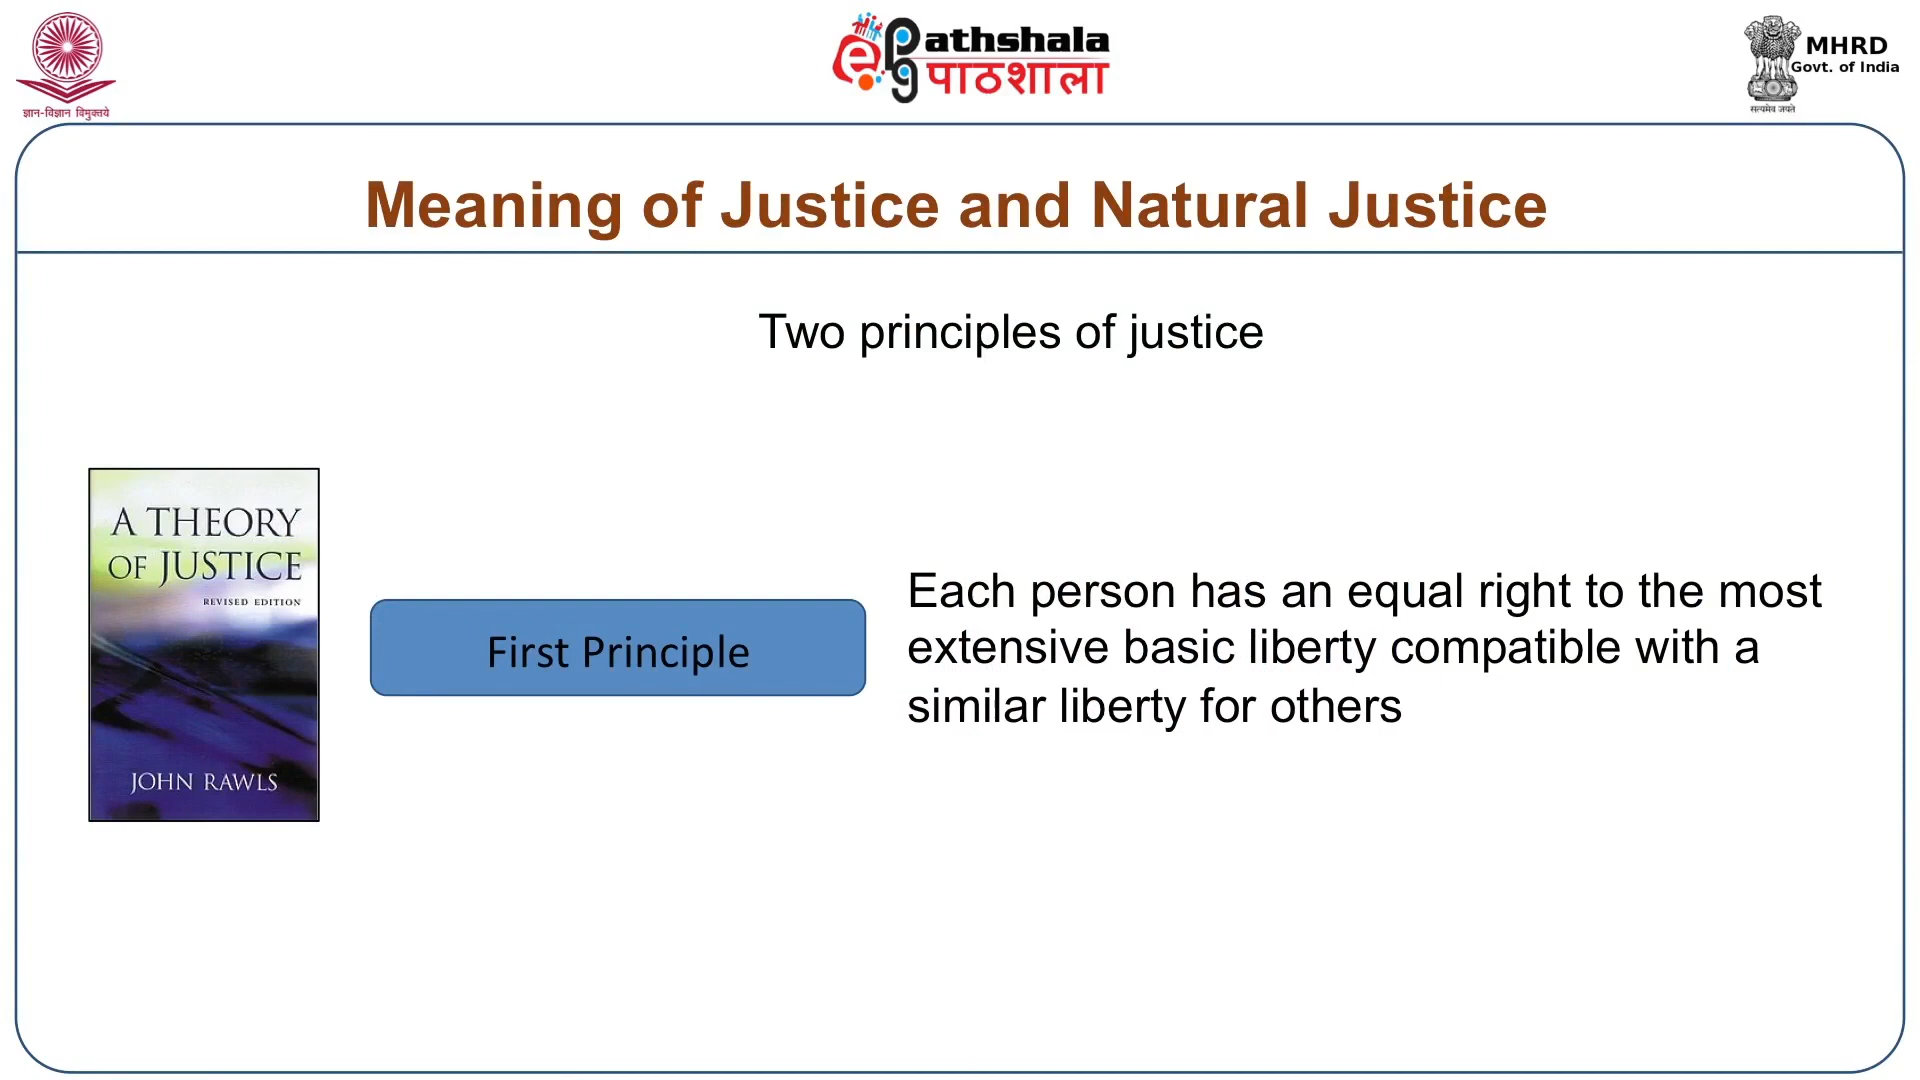 ज्ञान-विज्ञान विमुक्तये
e
pg
athshala
पाठशाला
MHRD
Govt. of India
सत्यमेव जयते
Meaning of Justice and Natural Justice
Two principles of justice
A THEORY
OF JUSTICE
REVISED EDITION
JOHN RAWLS
First Principle
Each person has an equal right to the most
extensive basic liberty compatible with a
similar liberty for others